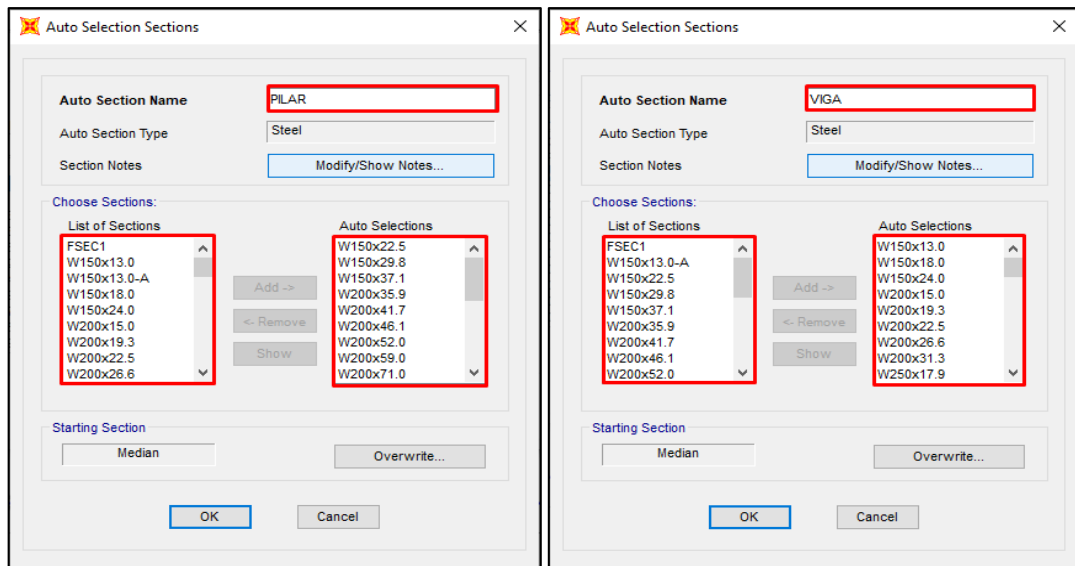 Auto Selection Sections
Auto Section Name PILAR
Auto Section Type Steel
Section Notes Modify/Show Notes...
Choose Sections:
List of Sections Auto Selections
FSEC1 W150x22.5
W150x13.0 W150x29.8
W150x13.0-A W150x37.1
W150x18.0 W200x35.9
W150x24.0 Add -> W200x41.7
W200x15.0 W200x46.1
W200x19.3 <- Remove W200x52.0
W200x22.5 Show W200x59.0
W200x26.6 W200x71.0
Starting Section
Median Overwrite...
OK Cancel
Auto Selection Sections
Auto Section Name VIGA
Auto Section Type Steel
Section Notes Modify/Show Notes...
Choose Sections:
List of Sections Auto Selections
FSEC1 W150x13.0
W150x13.0-A W150x18.0
W150x22.5 W150x24.0
W150x29.8 Add -> W200x15.0
W150x37.1 W200x19.3
W200x35.9 <- Remove W200x22.5
W200x41.7 W200x26.6
W200x46.1 Show W200x31.3
W200x52.0 W250x17.9
Starting Section
Median Overwrite...
OK Cancel